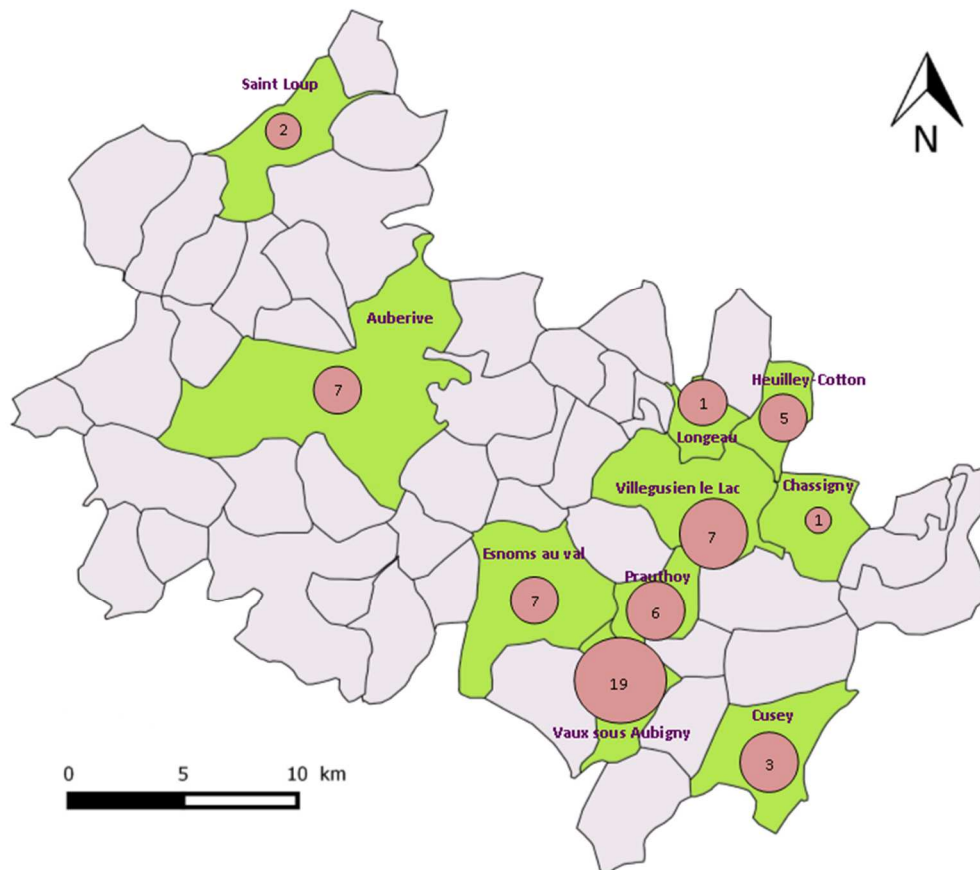 Saint Loup
2
N
Auberive
7
Heuilley-Cotton
1
5
Longeau
Villegusien le Lac
Chassigny
7
1
Esnoms au val
Prauthoy
7
6
19
Vaux sous Aubigny
Cusey
3
0 5 10 km